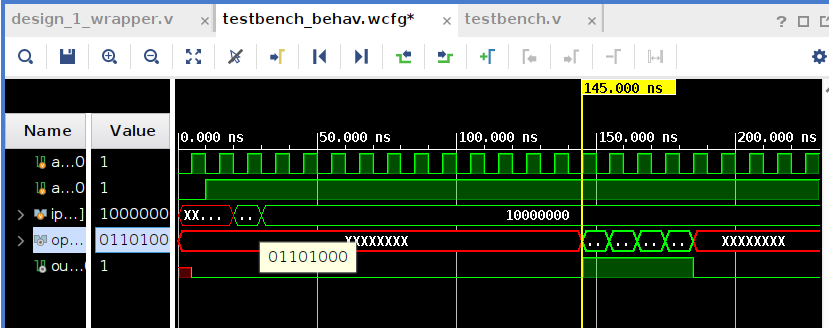 design_1_wrapper.v × testbench_behav.wcfg* × testbench.v × ?
145.000 ns
Name Value
0.000 ns 50.000 ns 100.000 ns 150.000 ns 200.000 ns
a...0 1
a...0 1
ip...] 1000000 XX... .. 10000000
op... 0110100 XXXXXXXX .. .. .. .. XXXXXXXX
01101000
ou... 1